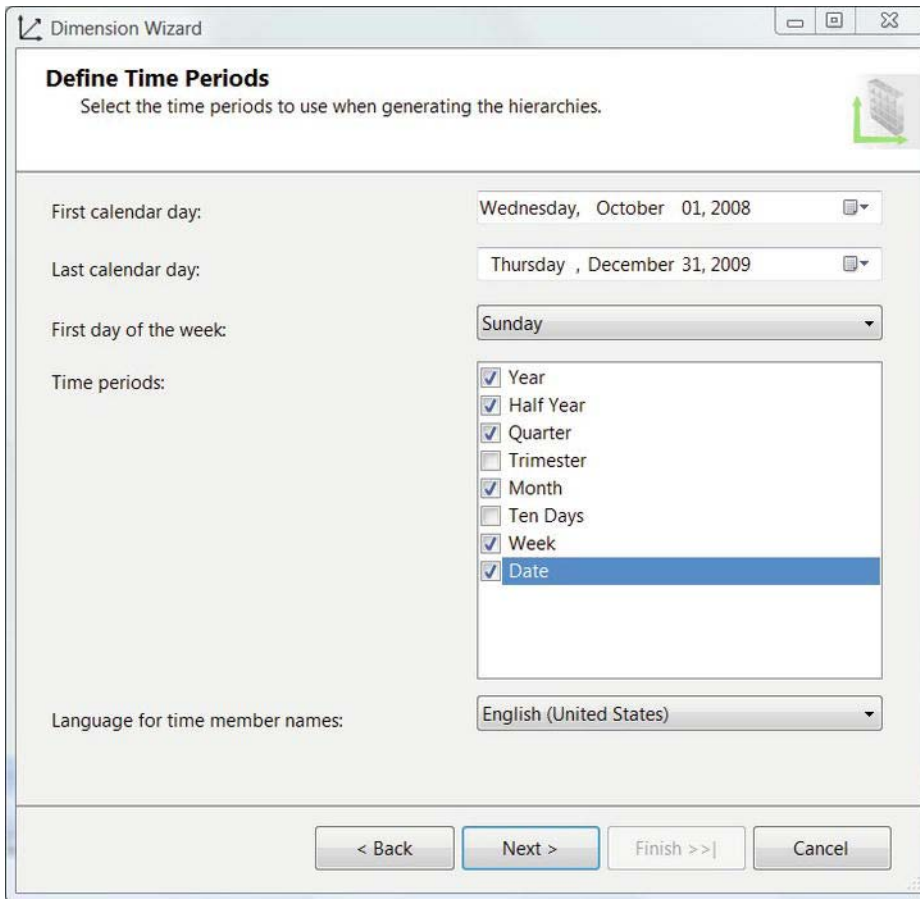 Dimension Wizard
Define Time Periods
Select the time periods to use when generating the hierarchies.
First calendar day:
Wednesday, October 01, 2008
Last calendar day:
Thursday , December 31, 2009
First day of the week:
Sunday
Time periods:
Year
Half Year
Quarter
Trimester
Month
Ten Days
Week
Date
Language for time member names:
English (United States)
< Back
Next >
Finish >>|
Cancel